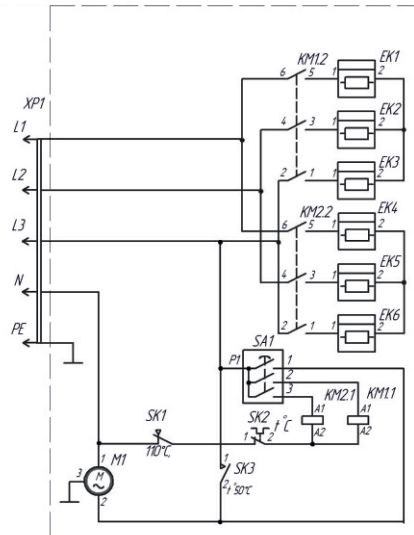 XP1
L1
L2
L3
N
PE
KM1.2
6 5
4 3
2 1
KM2.2
6 5
4 3
2 1
EK1
1 2
EK2
1 2
EK3
1 2
EK4
1 2
EK5
1 2
EK6
1 2
SA1
P1
1
2
3
KM2.1
A1
A2
KM1.1
A1
A2
SK1
110°C
SK2
1 2
t°C
SK3
1
2
t°50°C
M1
1
3
M
~
2